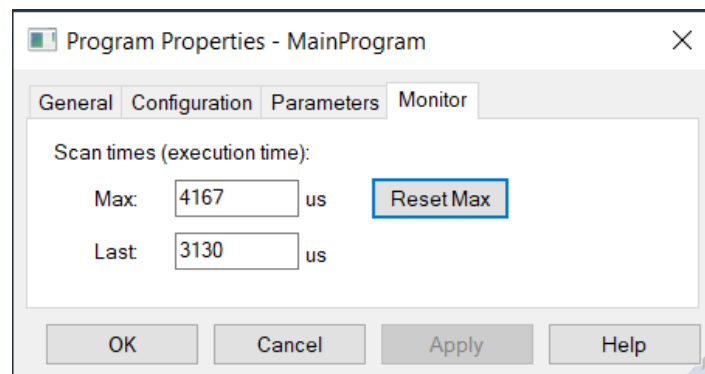 Program Properties - MainProgram
General Configuration Parameters Monitor
Scan times (execution time):
Max: 4167 us Reset Max
Last: 3130 us
OK Cancel Apply Help